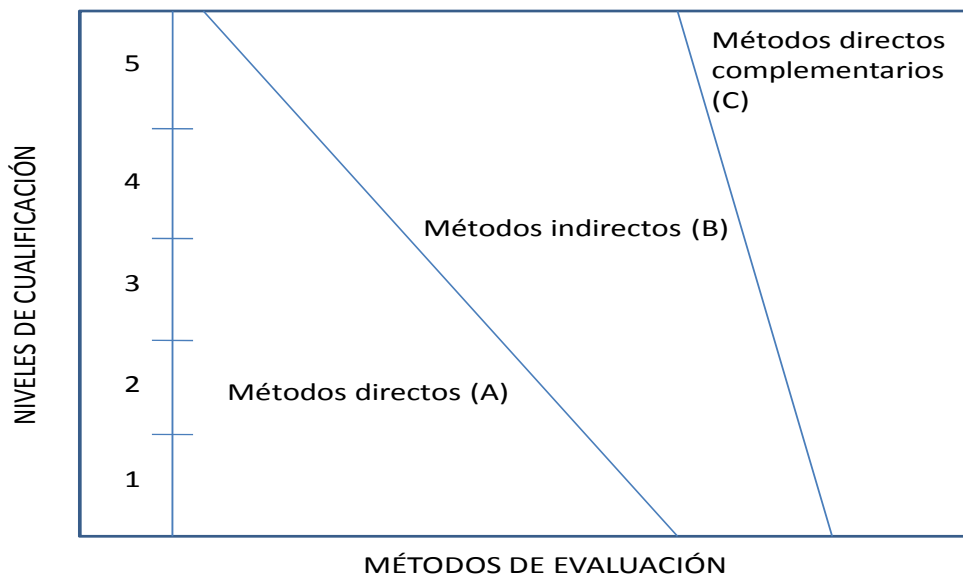 NIVELES DE CUALIFICACIÓN
5
4
3
2
1
Métodos directos
complementarios
(C)
Métodos indirectos (B)
Métodos directos (A)
MÉTODOS DE EVALUACIÓN